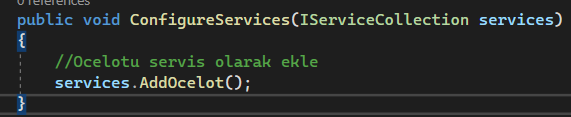 0 references
public void ConfigureServices(IServiceCollection services)
{
//Ocelotu servis olarak ekle
services.AddOcelot();
}